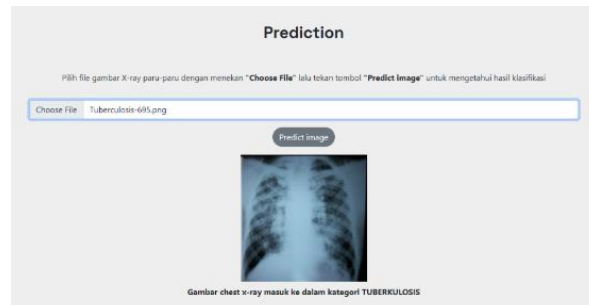 Prediction
Pilih file gambar X-ray paru-paru dengan menekan "Choose File" lalu tekan tombol "Predict image" untuk mengetahui hasil klasifikasi
Choose File Tuberculosis-695.png
Predict image
Gambar chest x-ray masuk ke dalam kategori TUBERKULOSIS